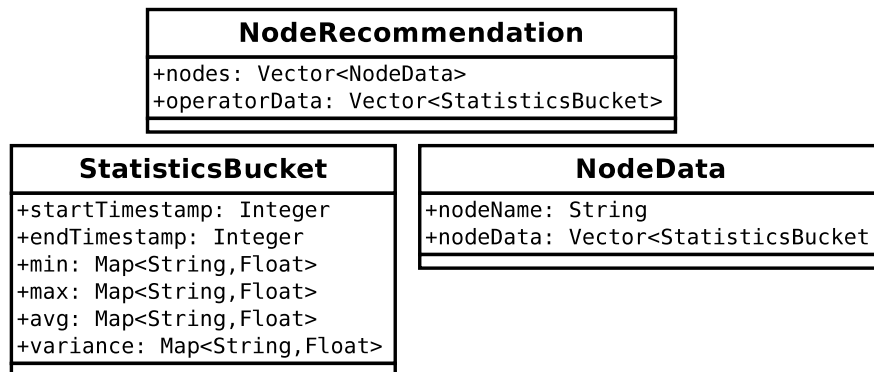 NodeRecommendation
+nodes: Vector<NodeData>
+operatorData: Vector<StatisticsBucket>
StatisticsBucket
+startTimestamp: Integer
+endTimestamp: Integer
+min: Map<String,Float>
+max: Map<String,Float>
+avg: Map<String,Float>
+variance: Map<String,Float>
NodeData
+nodeName: String
+nodeData: Vector<StatisticsBucket